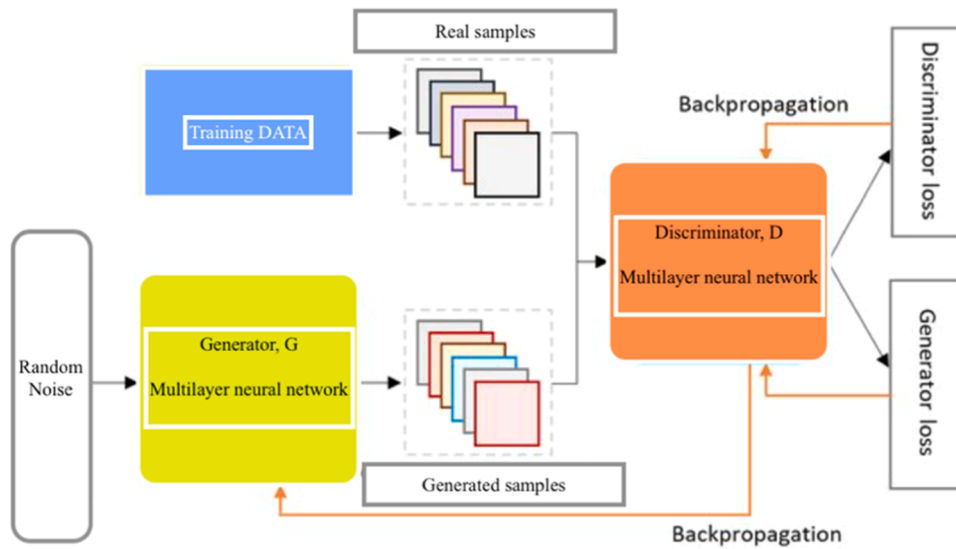 Real samples
Training DATA
Backpropagation
Discriminator loss
Discriminator, D
Multilayer neural network
Random
Noise
Generator, G
Multilayer neural network
Generator loss
Generated samples
Backpropagation